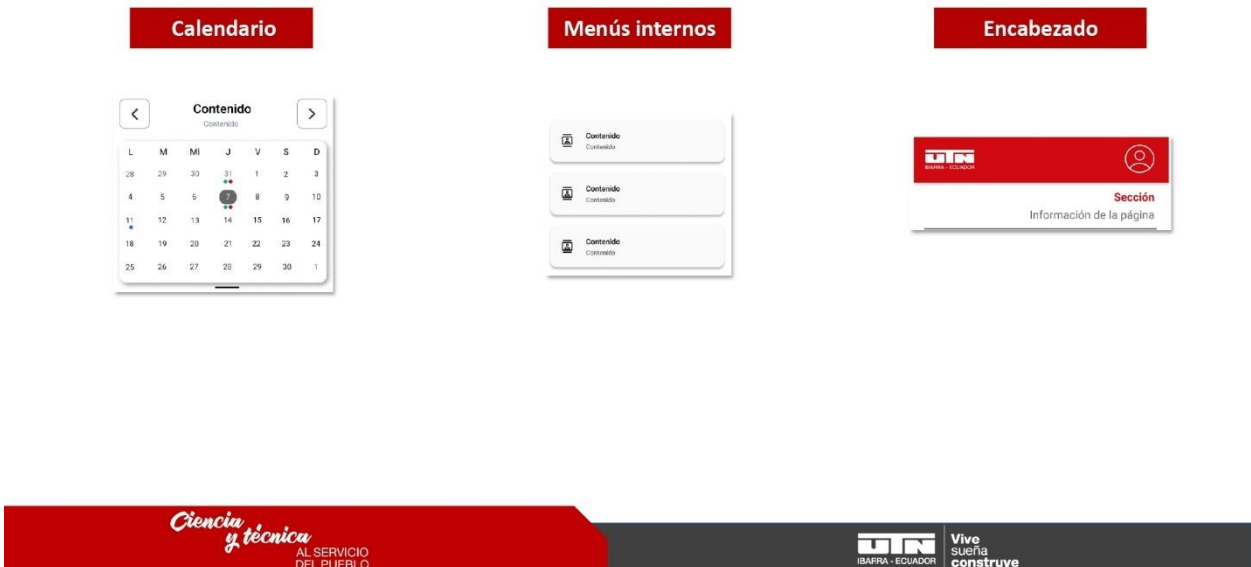 Calendario
Menús internos
Encabezado
Contenido
Contenido
L M Mi J V S D
28 29 30 31 1 2 3
4 5 6 7 8 9 10
11 12 13 14 15 16 17
18 19 20 21 22 23 24
25 26 27 28 29 30 1
Contenido
Contenido
Contenido
Contenido
Contenido
Contenido
UTN
IBARRA - ECUADOR
Sección
Información de la página
Ciencia
y técnica
AL SERVICIO
DEL PUEBLO
UTN
IBARRA - ECUADOR
Vive
sueña
construye